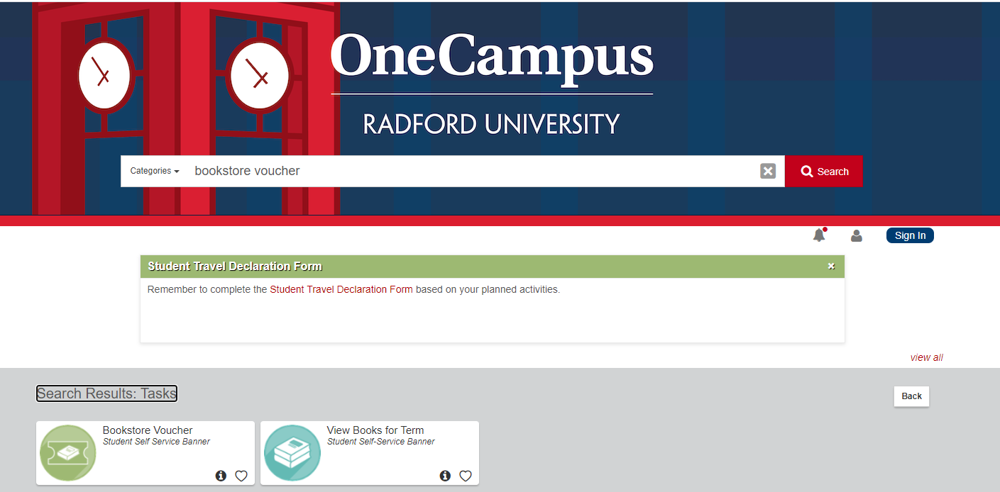 OneCampus
RADFORD UNIVERSITY
Categories bookstore voucher Search
Sign In
Student Travel Declaration Form
Remember to complete the Student Travel Declaration Form based on your planned activities.
view all
Search Results: Tasks
Back
Bookstore Voucher
Student Self Service Banner
View Books for Term
Student Self-Service Banner